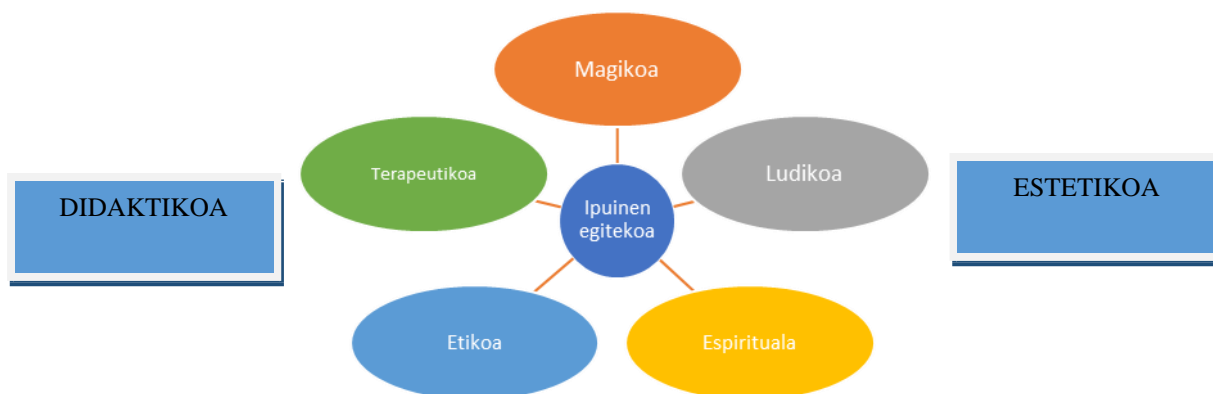 Magikoa
Terapeutikoa
Ludikoa
DIDAKTIKOA
ESTETIKOA
Ipuinen
egitekoa
Etikoa
Espirituala